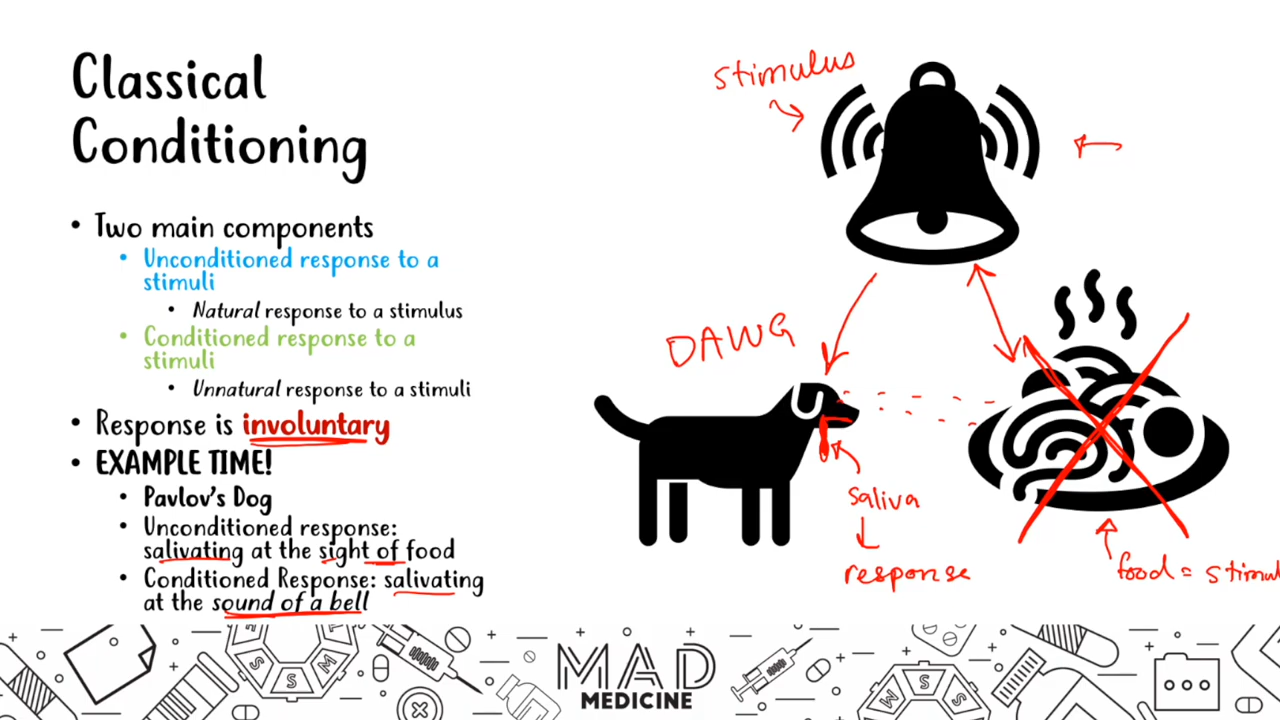 Classical
Conditioning
• Two main components
• Unconditioned response to a
stimuli
• Natural response to a stimulus
• Conditioned response to a
stimuli
• Unnatural response to a stimuli
• Response is involuntary
• EXAMPLE TIME!
• Pavlov's Dog
• Unconditioned response:
salivating at the sight of food
• Conditioned Response: salivating
at the sound of a bell
stimulus
DAWG
saliva
response
food = stimul
S
M
S
S
S
MAD
MEDICINE